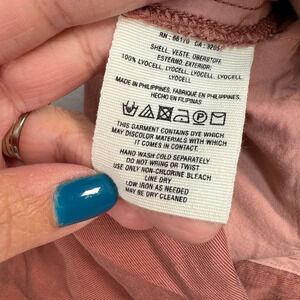 RN: 66170 CA:
SHELL, VESTE, OBERSTOFF,
ESTERNO, EXTERIOR:
100% LYOCELL, LYOCELL, LYOCELL,
LYOCELL
MADE IN PHILIPPINES, FABRIQUÉ EN PHILIPPINES
HECHO EN FILIPINAS
THIS GARMENT CONTAINS DYE WHICH
MAY DISCOLOR MATERIALS WITH WHICH
IT COMES IN CONTACT.
HAND WASH COLD SEPARATELY
DO NOT WRING OR TWIST
USE ONLY NON-CHLORINE BLEACH
LINE DRY
LOW IRON AS NEEDED
MAY BE DRY CLEANED